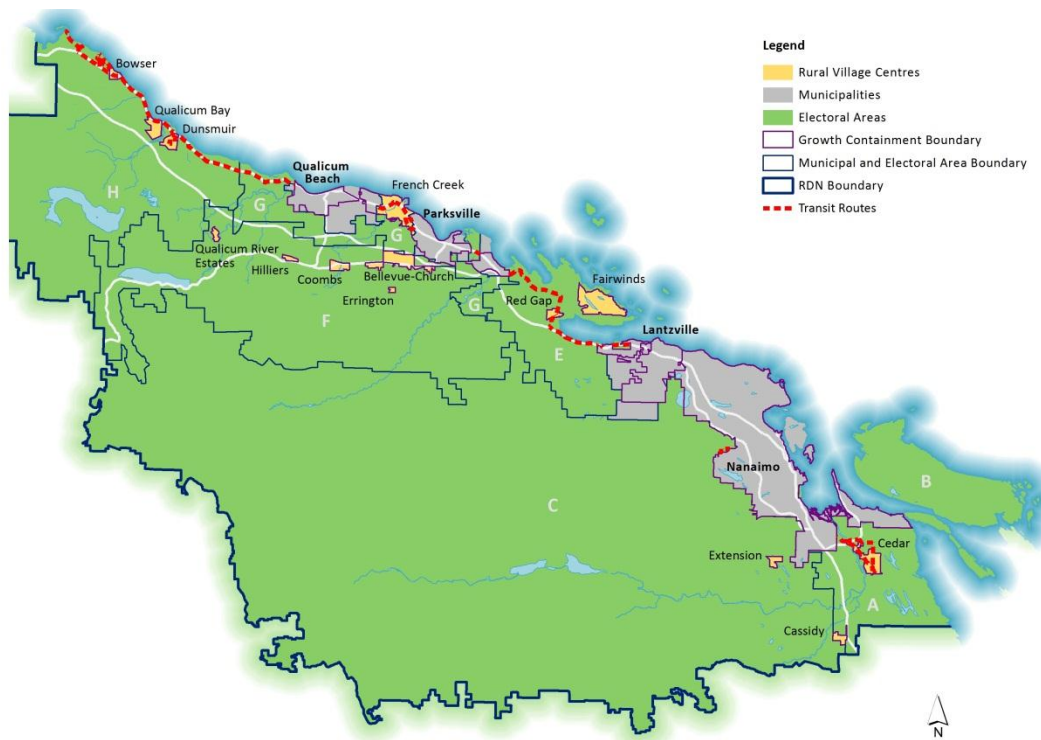 Legend
Rural Village Centres
Municipalities
Electoral Areas
Growth Containment Boundary
Municipal and Electoral Area Boundary
RDN Boundary
Transit Routes
Bowser
Qualicum Bay
Dunsmuir
Qualicum
Beach
French Creek
H
G
Parksville
G
Qualicum River
Estates
Hilliers
Coombs
Bellevue-Church
Errington
Fairwinds
Red Gap
G
F
Lantzville
E
Nanaimo
B
C
Cedar
Extension
A
Cassidy
N